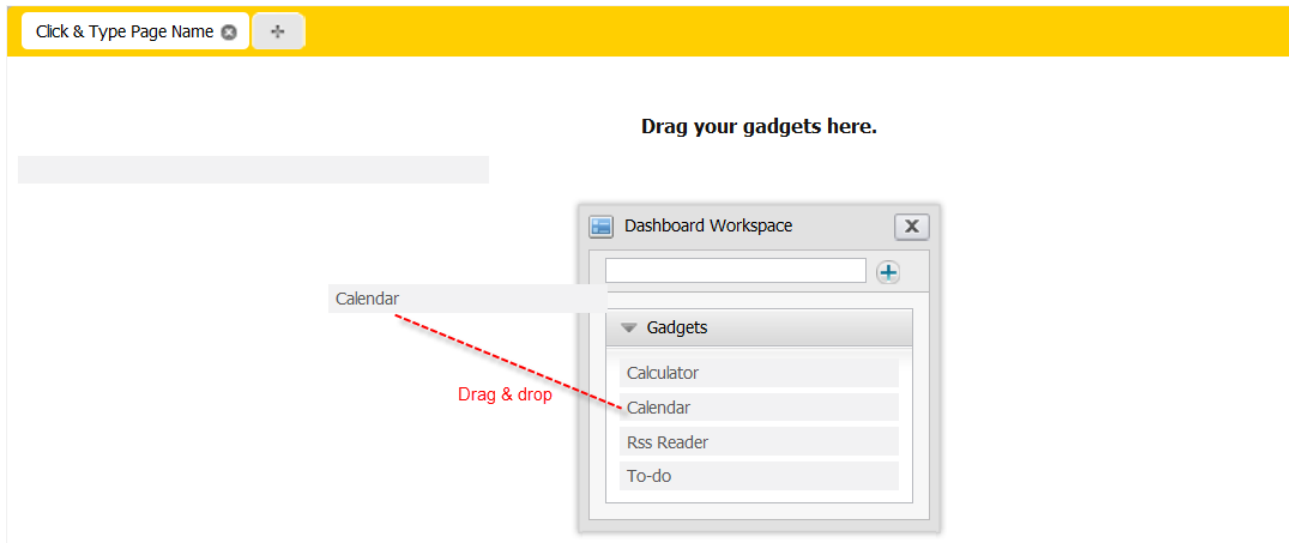 Click & Type Page Name
Drag your gadgets here.
Dashboard Workspace
Calendar
Gadgets
Calculator
Drag & drop
Calendar
Rss Reader
To-do